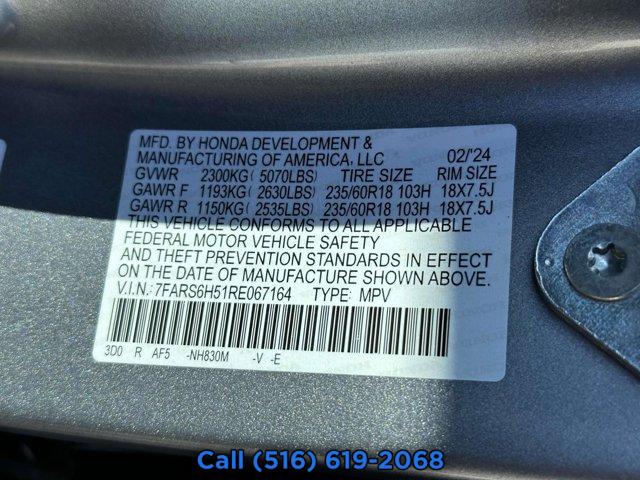 MFD. BY HONDA DEVELOPMENT &
MANUFACTURING OF AMERICA, LLC 02/'24
GVWR 2300KG ( 5070LBS) TIRE SIZE RIM SIZE
GAWR F 1193KG ( 2630LBS) 235/60R18 103H 18X7.5J
GAWR R 1150KG ( 2535LBS) 235/60R18 103H 18X7.5J
THIS VEHICLE CONFORMS TO ALL APPLICABLE
FEDERAL MOTOR VEHICLE SAFETY
AND THEFT PREVENTION STANDARDS IN EFFECT
ON THE DATE OF MANUFACTURE SHOWN ABOVE.
V.I.N.: 7FARS6H51RE067164 TYPE: MPV
3D0 R AF5 -NH830M -V -E
Call (516) 619-2068